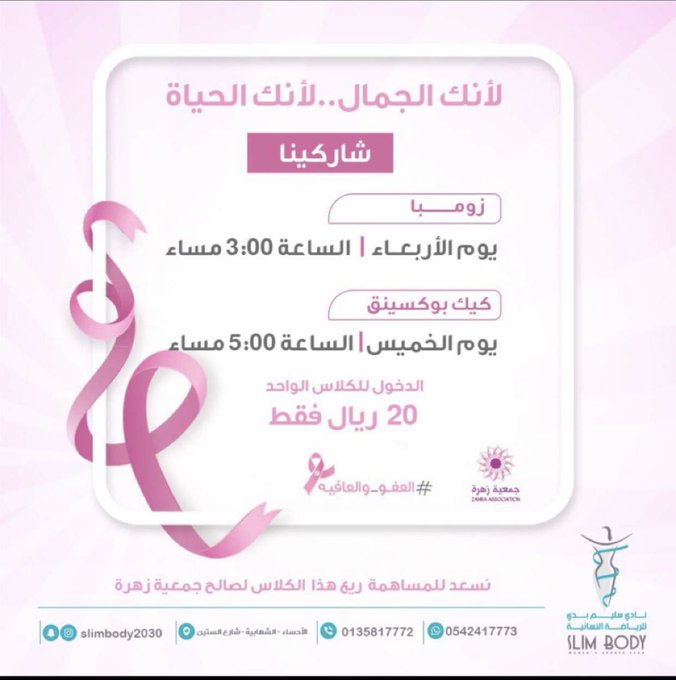 لأنك الجمال..لأنك الحياة
شاركينا
زومــــبا
يوم الأربعـاء | الساعة 3:00 مساء
كيك بوكسينق
يوم الخميس | الساعة 5:00 مساء
الدخول للكلاس الواحد
20 ريال فقط
#العفو_والعافيه
جمعية زهرة
ZAHRA ASSOCIATION
نسعد للمساهمة ريع هذا الكلاس لصالح جمعية زهرة
نادي سليم بدي
للرياضة النسائية
SLIM BODY
WOMEN'S SPORTS CLUB
slimbody2030
الأحساء - الشهابية - شارع الستين
0135817772
0542417773